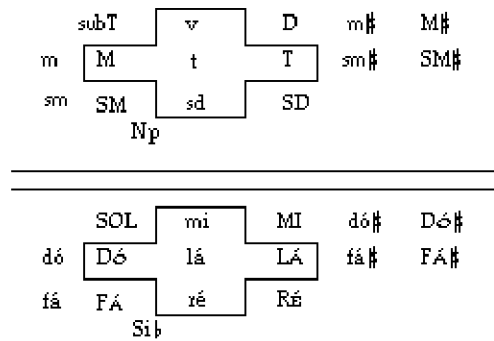 subT v D m♯ M♯
m M t T sm♯ SM♯
sm SM sd SD
Np
SOL mi MI dó♯ DÓ♯
dó DÓ lá LÁ fá♯ FÁ♯
fá FÁ ré RÉ
Si♭